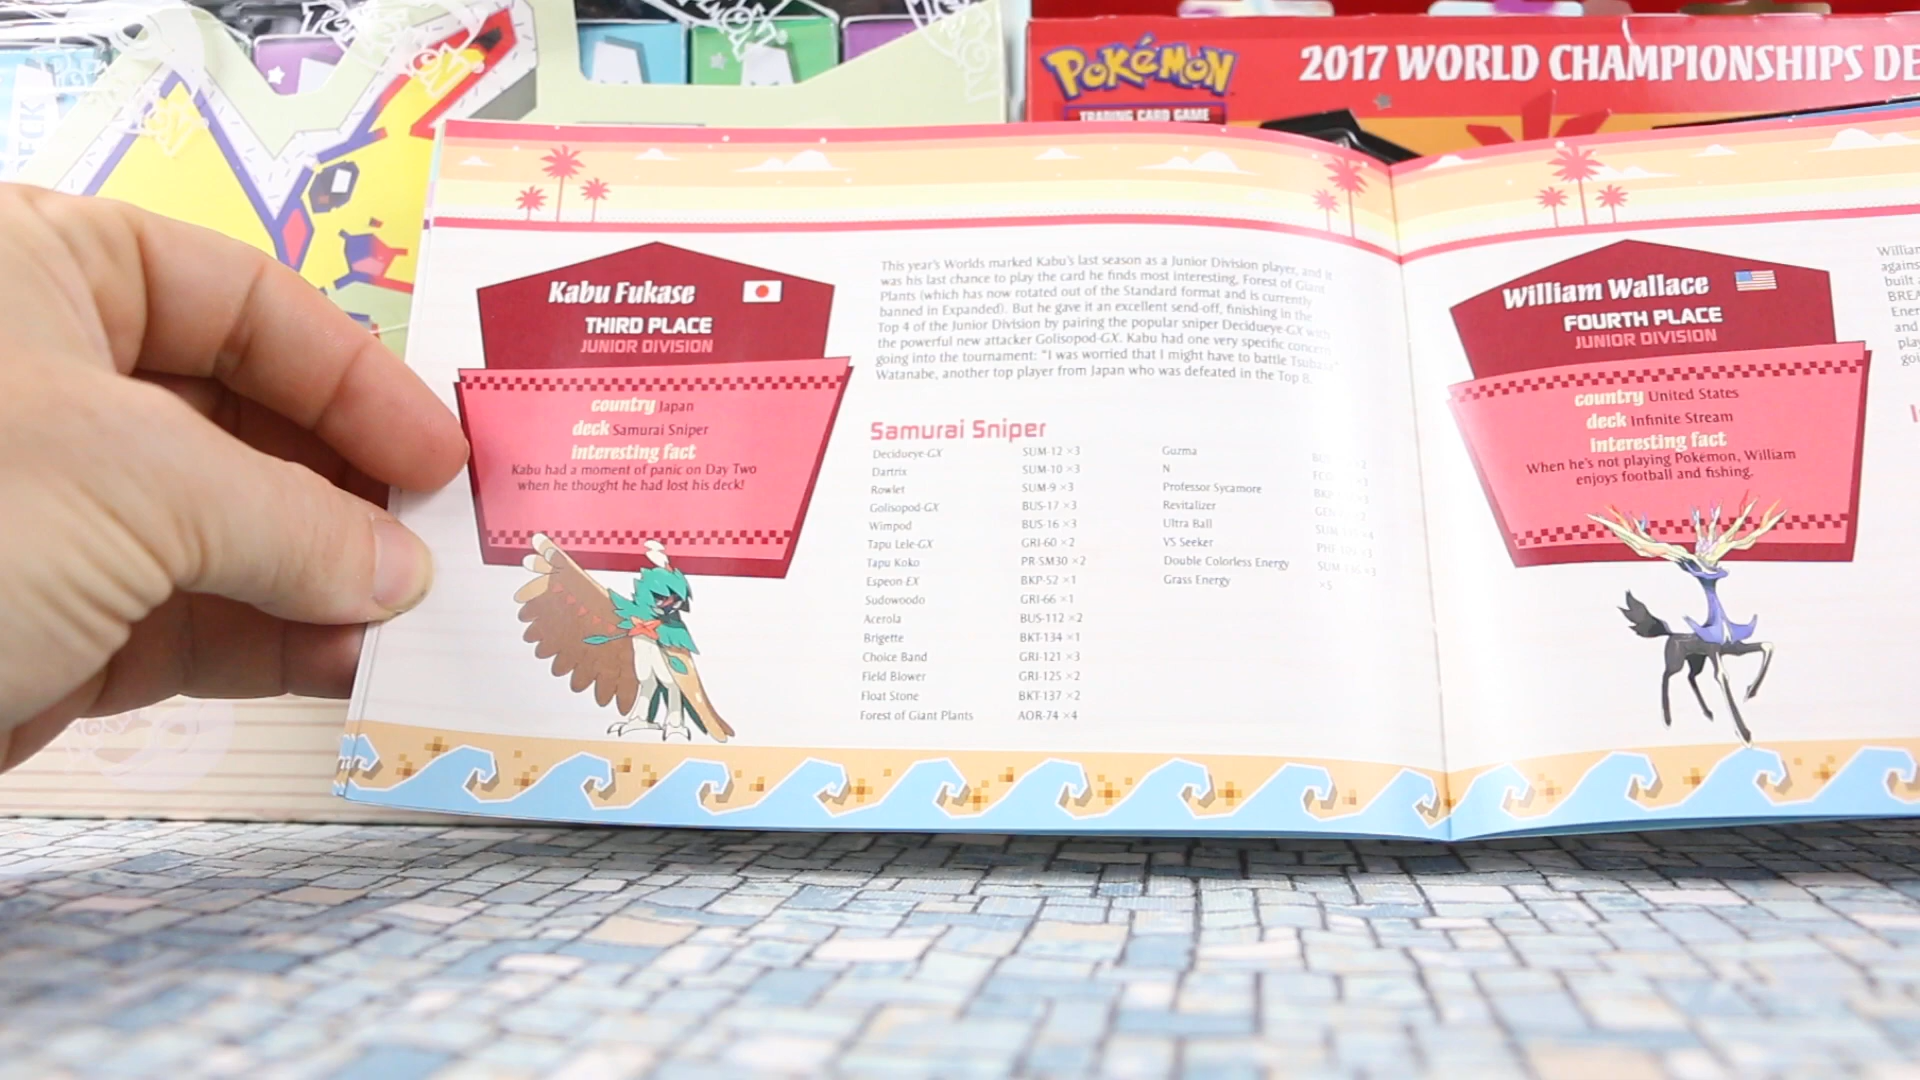 DECK
POKéMON
TRADING CARD GAME
2017 WORLD CHAMPIONSHIPS DE
Kabu Fukase
THIRD PLACE
JUNIOR DIVISION
country Japan
deck Samurai Sniper
interesting fact
Kabu had a moment of panic on Day Two
when he thought he had lost his deck!
This year's Worlds marked Kabu's last season as a Junior Division player, and it
was his last chance to play the card he finds most interesting, Forest of Giant
Plants (which has now rotated out of the Standard format and is currently
banned in Expanded). But he gave it an excellent send-off, finishing in the
Top 4 of the Junior Division by pairing the popular sniper Decidueye-GX with
the powerful new attacker Golisopod-GX. Kabu had one very specific concern
going into the tournament: "I was worried that I might have to battle Tsubasa
Watanabe, another top player from Japan who was defeated in the Top 8.
Samurai Sniper
Decidueye-GX SUM-12 ×3
Dartrix SUM-10 ×3
Rowlet SUM-9 ×3
Golisopod-GX BUS-17 ×3
Wimpod BUS-16 ×3
Tapu Lele-GX GRI-60 ×2
Tapu Koko PR-SM30 ×2
Espeon-EX BKP-52 ×1
Sudowoodo GRI-66 ×1
Acerola BUS-112 ×2
Brigette BKT-134 ×1
Choice Band GRI-121 ×3
Field Blower GRI-125 ×2
Float Stone BKT-137 ×2
Forest of Giant Plants AOR-74 ×4
Guzma
N
Professor Sycamore
Revitalizer
Ultra Ball
VS Seeker
Double Colorless Energy
Grass Energy ×5
William Wallace
FOURTH PLACE
JUNIOR DIVISION
country United States
deck Infinite Stream
interesting fact
When he's not playing Pokémon, William
enjoys football and fishing.
William
against
built
BREA
Ener
and
play
goi